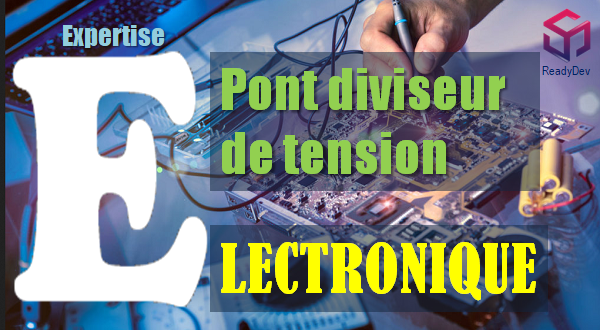 Expertise
ReadyDev
Pont diviseur
de tension
E
LECTRONIQUE